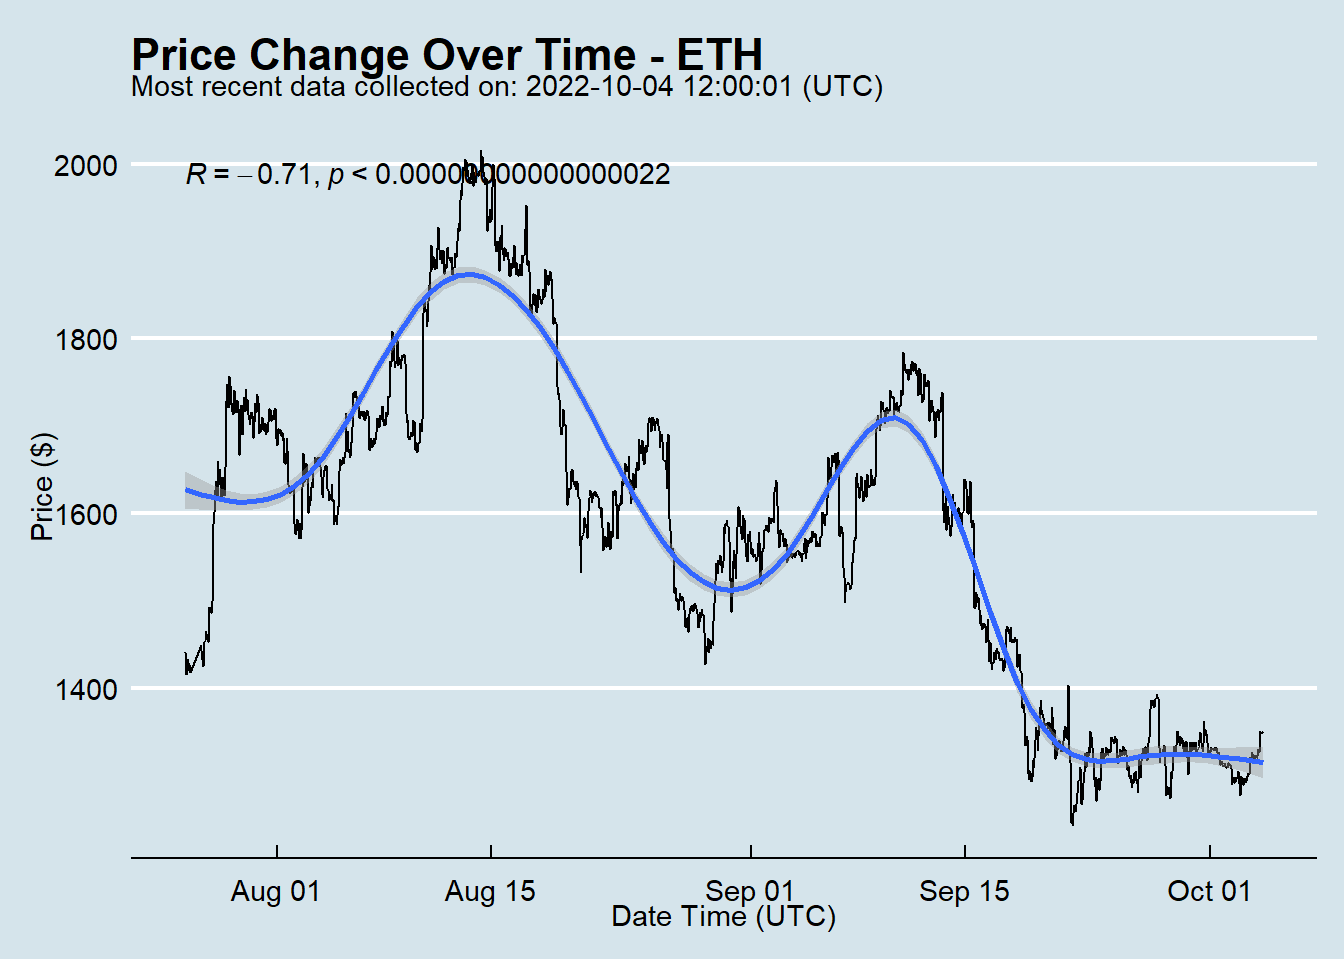 Price Change Over Time - ETH
Most recent data collected on: 2022-10-04 12:00:01 (UTC)
R = −0.71, p < 0.00000000000000022
2000
1800
1600
1400
Price ($)
Aug 01
Aug 15
Sep 01
Sep 15
Oct 01
Date Time (UTC)